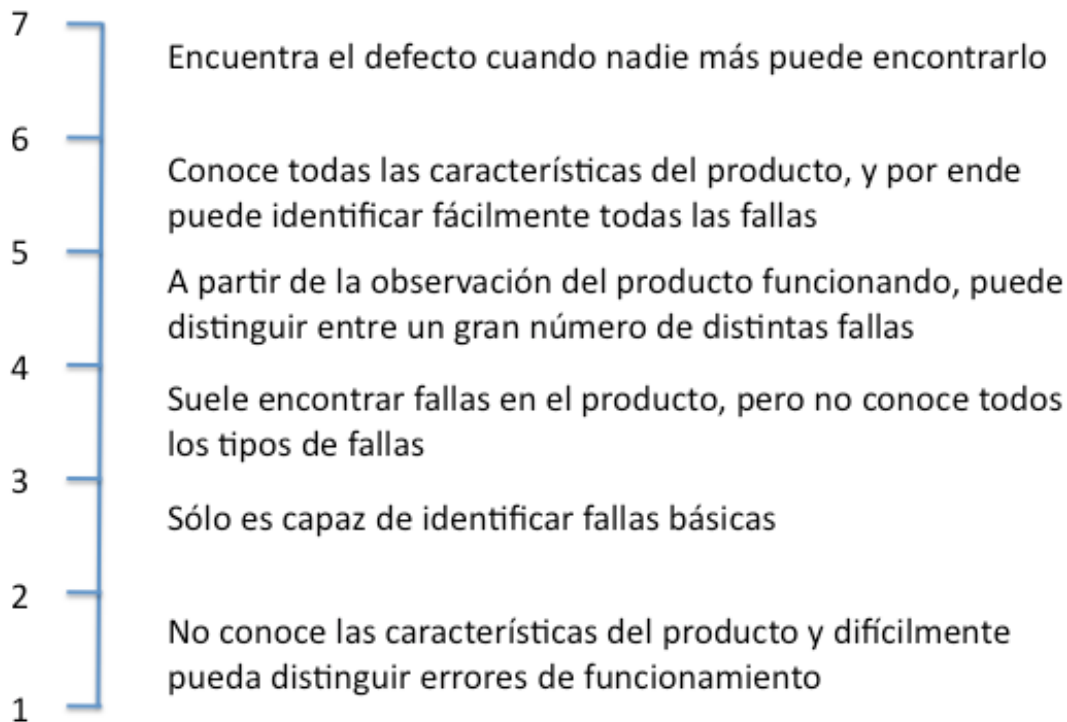 7
Encuentra el defecto cuando nadie más puede encontrarlo
6
Conoce todas las características del producto, y por ende
puede identificar fácilmente todas las fallas
5
A partir de la observación del producto funcionando, puede
distinguir entre un gran número de distintas fallas
4
Suele encontrar fallas en el producto, pero no conoce todos
los tipos de fallas
3
Sólo es capaz de identificar fallas básicas
2
No conoce las características del producto y difícilmente
pueda distinguir errores de funcionamiento
1